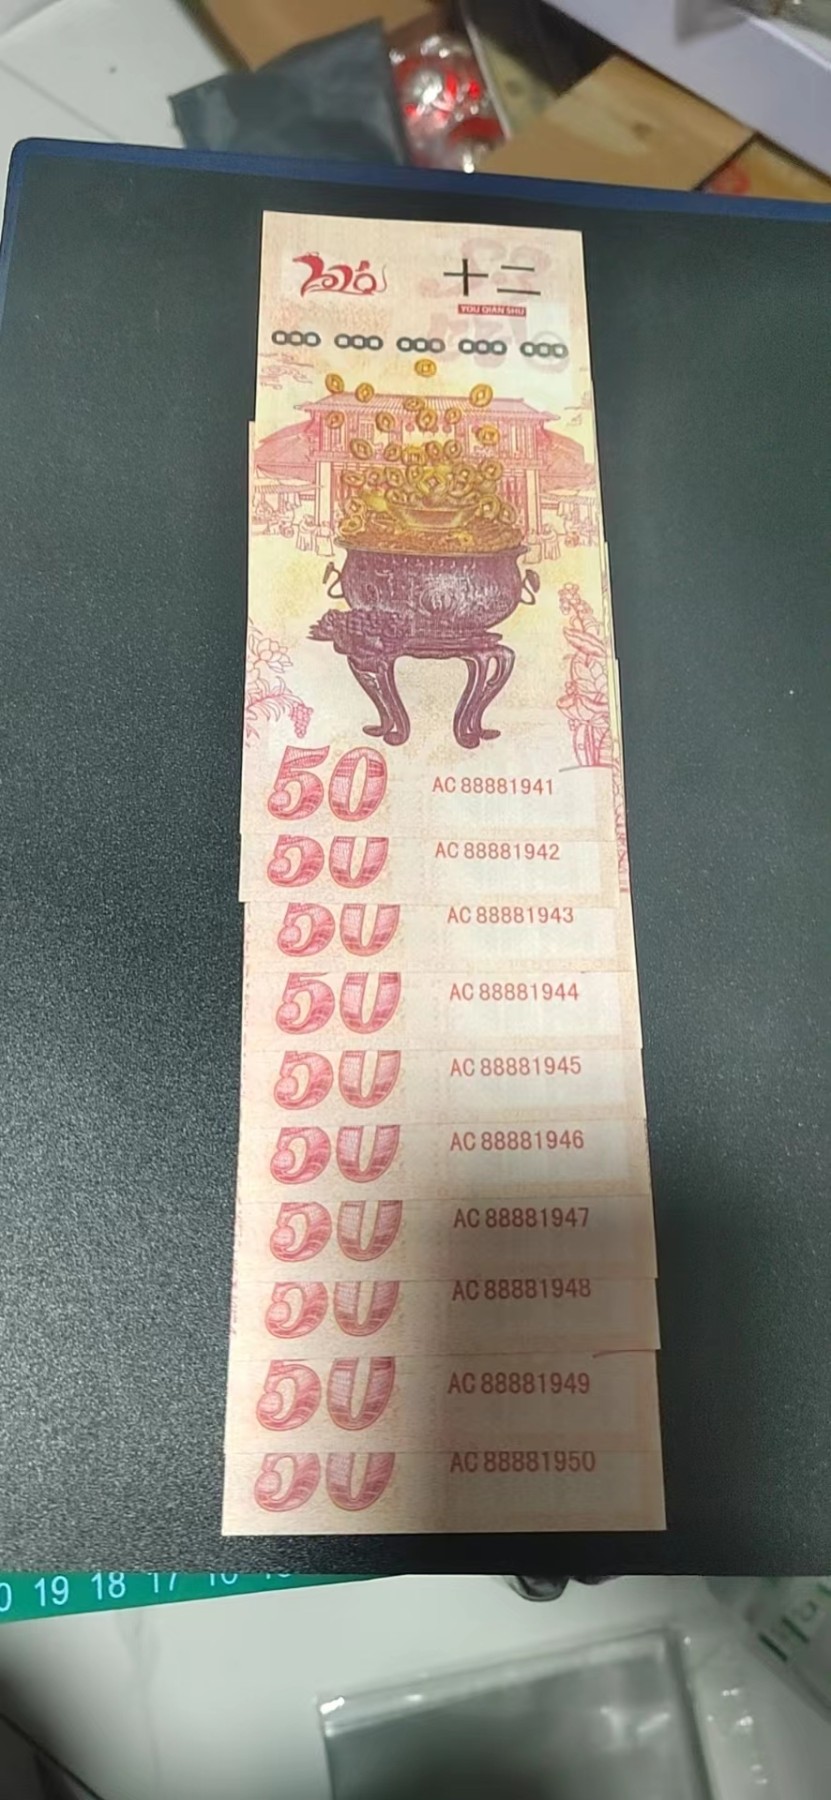 2020
十二
YOU QIAN SHU
50 AC 88881941
50 AC 88881942
50 AC 88881943
50 AC 88881944
50 AC 88881945
50 AC 88881946
50 AC 88881947
50 AC 88881948
50 AC 88881949
50 AC 88881950
19 18 17 16